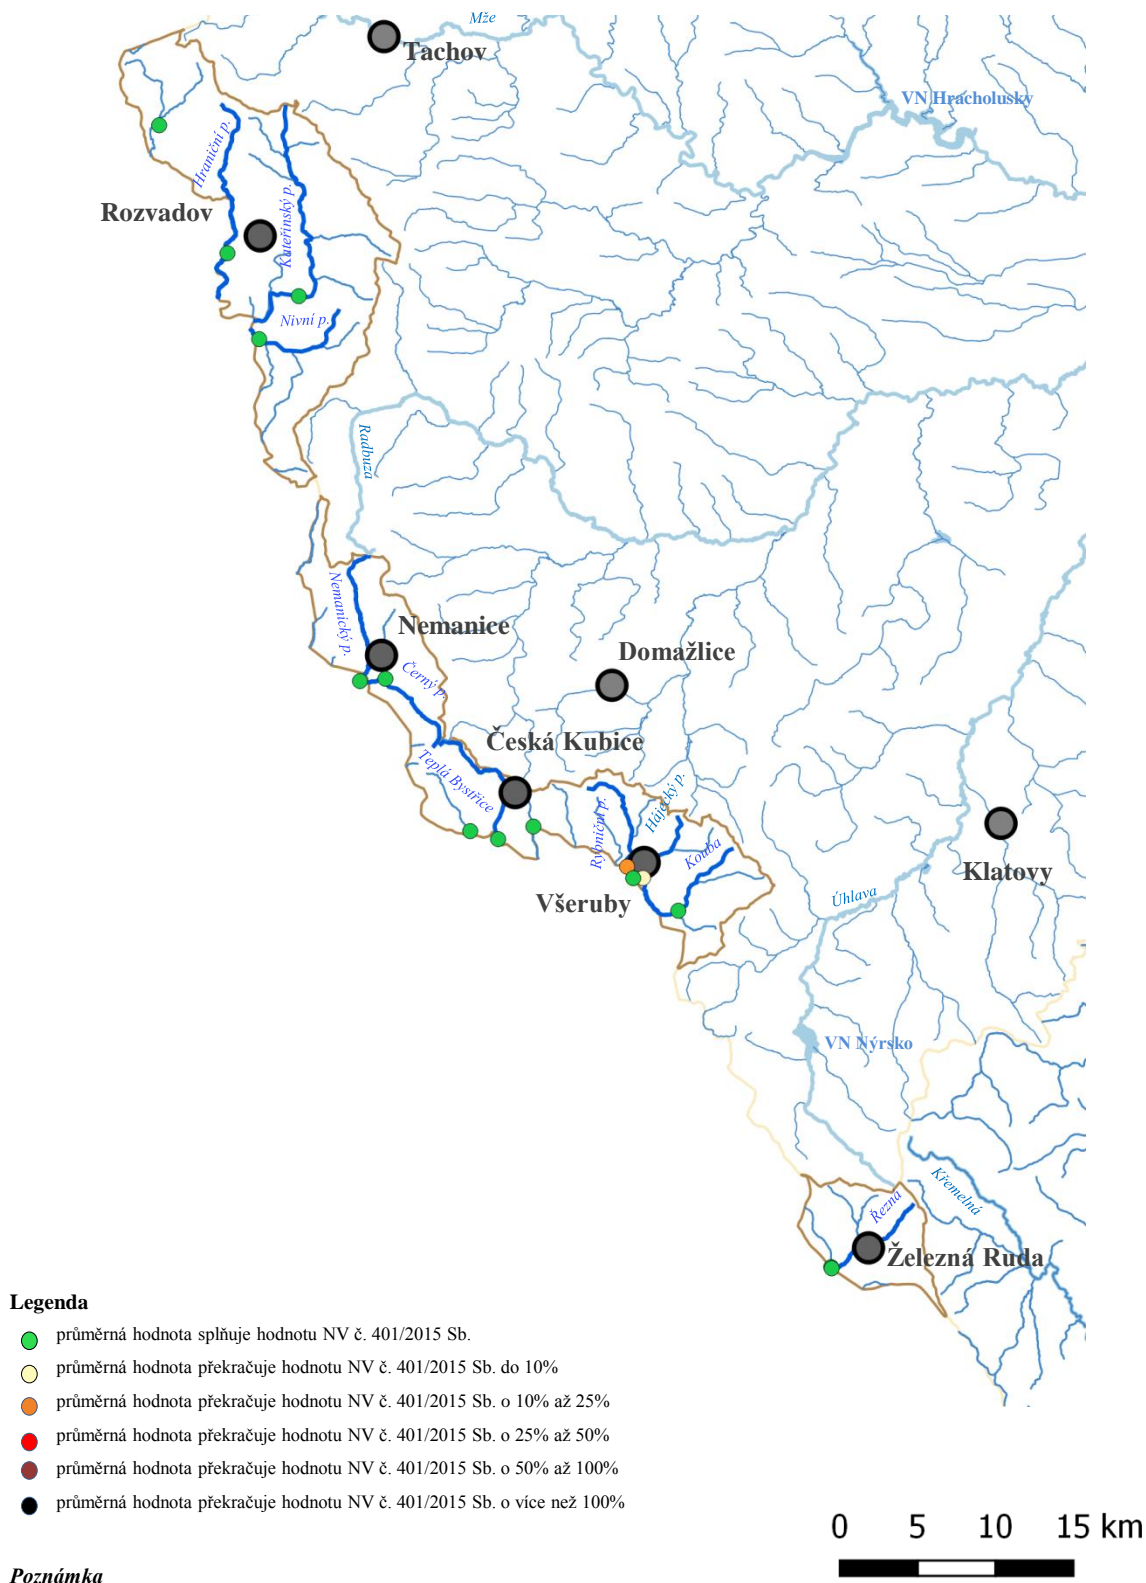 Mže
Tachov
VN Hracholusky
Hraniční p.
Kateřinský p.
Rozvadov
Nivní p.
Radbuza
Nemanický p.
Nemanice
Domažlice
Černý p.
Česká Kubice
Teplá Bystřice
Rybniční p.
Hájecký p.
Kouba
Klatovy
Všeruby
Úhlava
VN Nýrsko
Křemelná
Řezna
Železná Ruda
Legenda
průměrná hodnota splňuje hodnotu NV č. 401/2015 Sb.
průměrná hodnota překračuje hodnotu NV č. 401/2015 Sb. do 10%
průměrná hodnota překračuje hodnotu NV č. 401/2015 Sb. o 10% až 25%
průměrná hodnota překračuje hodnotu NV č. 401/2015 Sb. o 25% až 50%
průměrná hodnota překračuje hodnotu NV č. 401/2015 Sb. o 50% až 100%
průměrná hodnota překračuje hodnotu NV č. 401/2015 Sb. o více než 100%
0 5 10 15 km
Poznámka